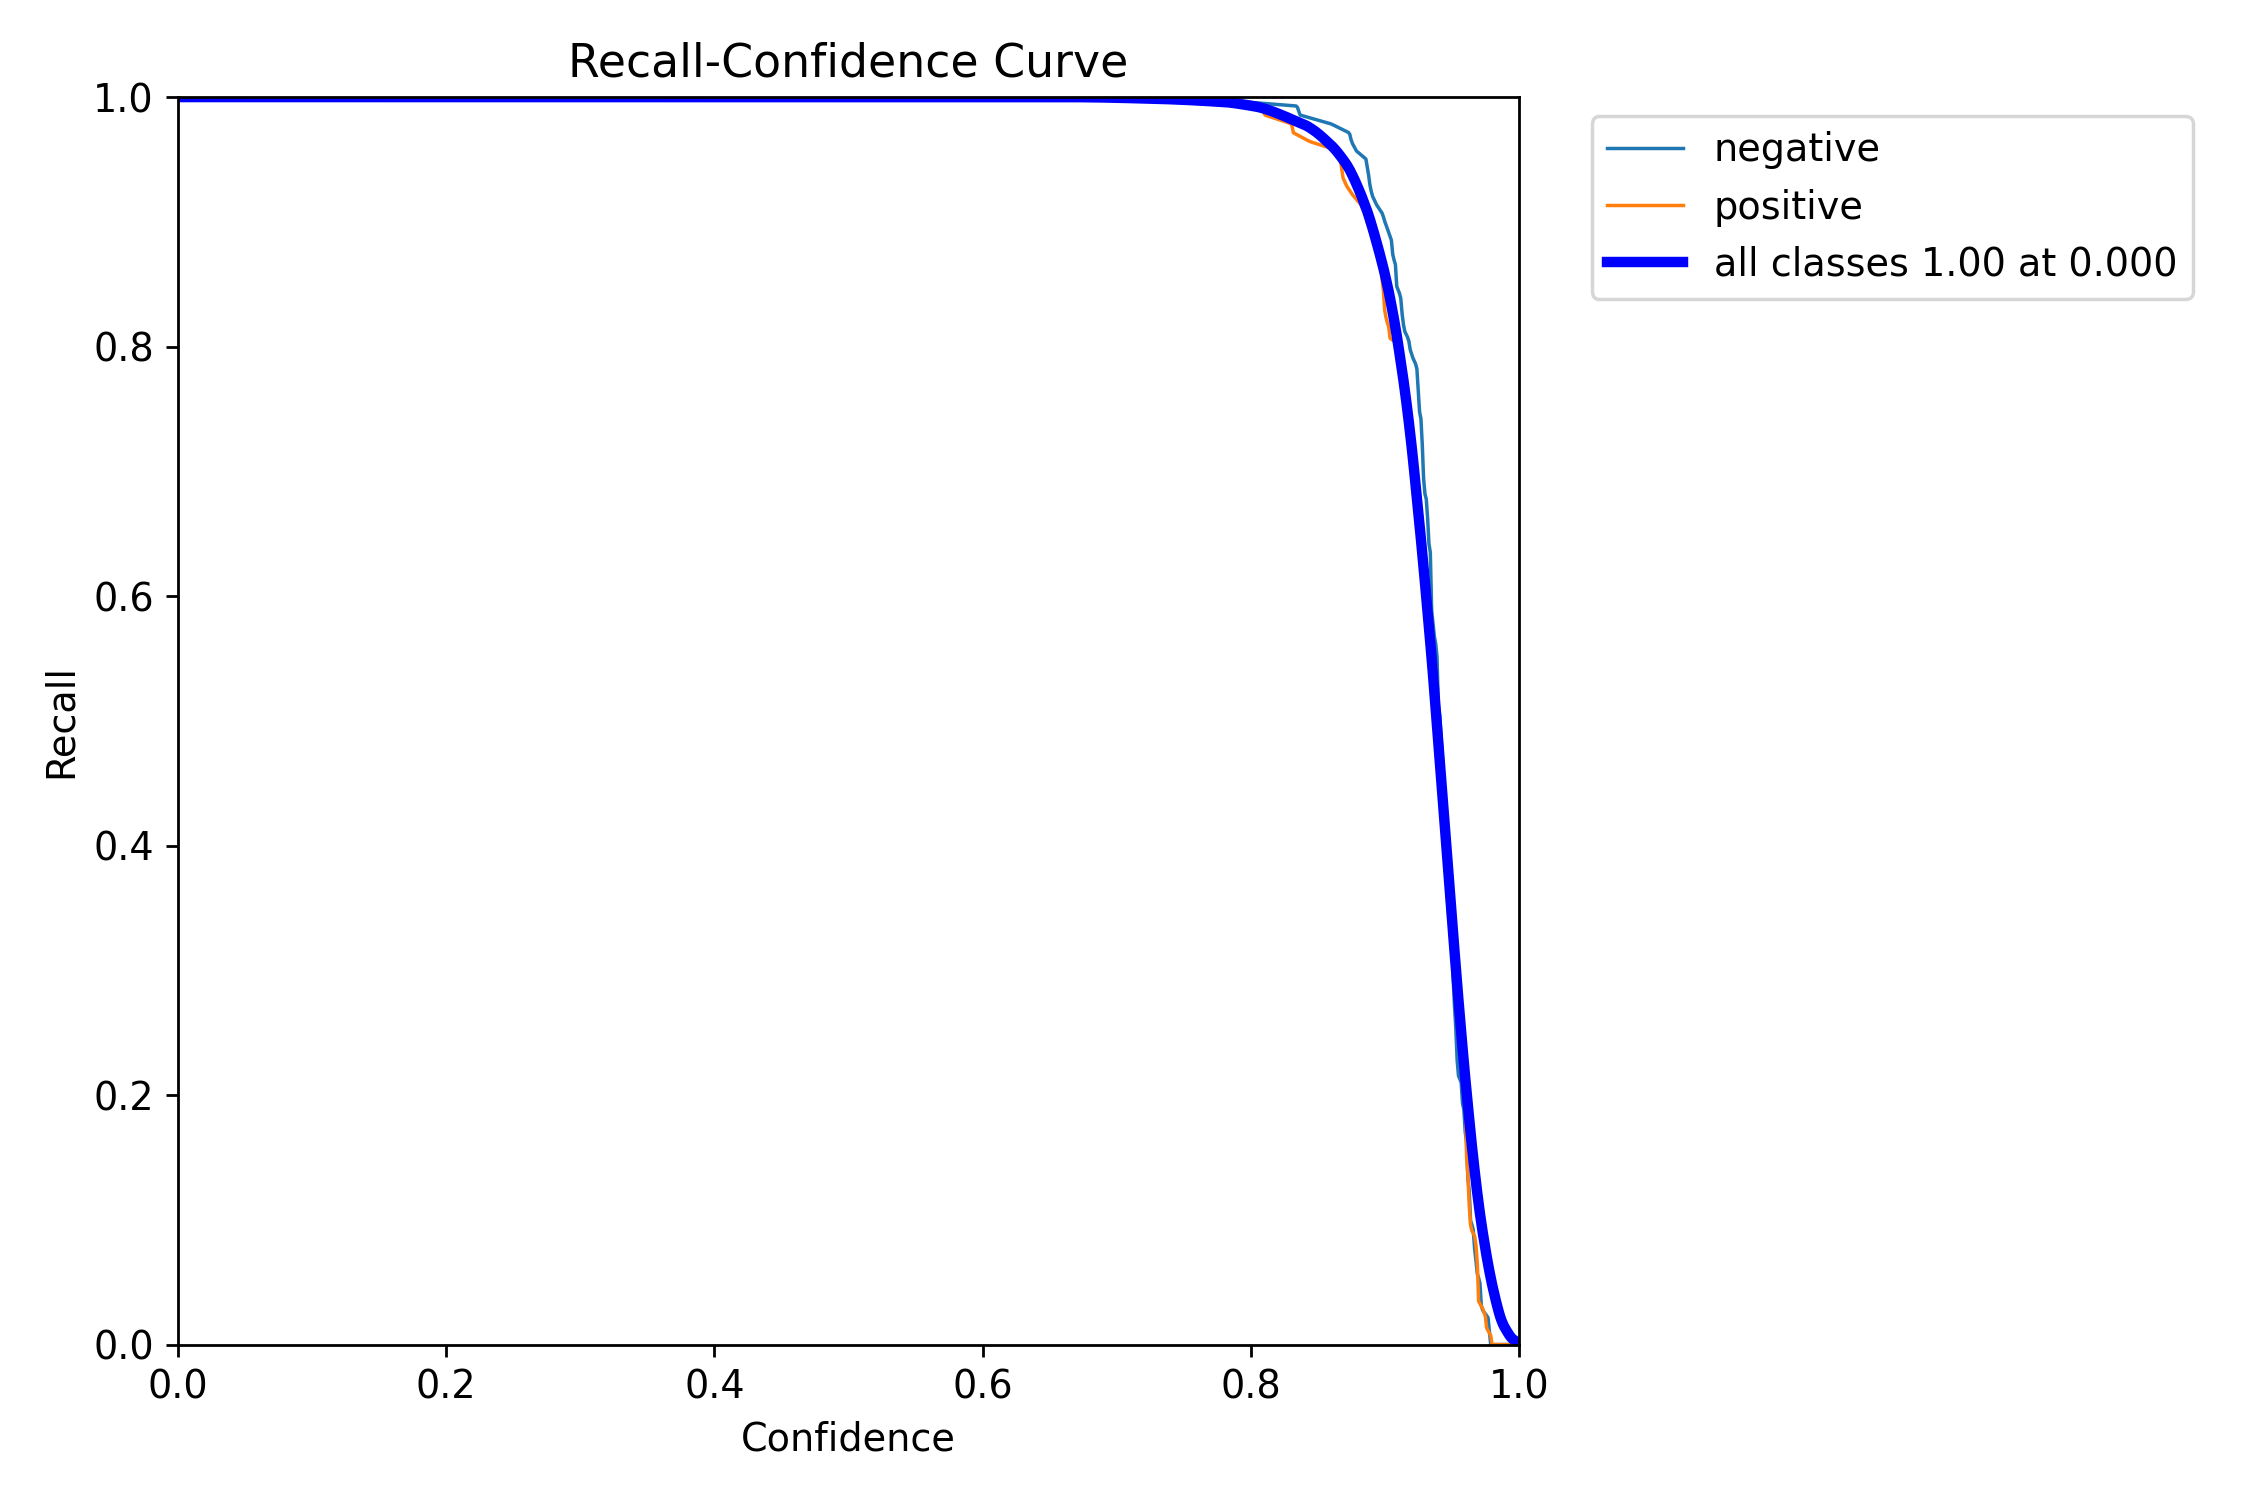 Recall-Confidence Curve
1.0
0.8
0.6
0.4
0.2
0.0
Recall
0.0 0.2 0.4 0.6 0.8 1.0
Confidence
negative
positive
all classes 1.00 at 0.000